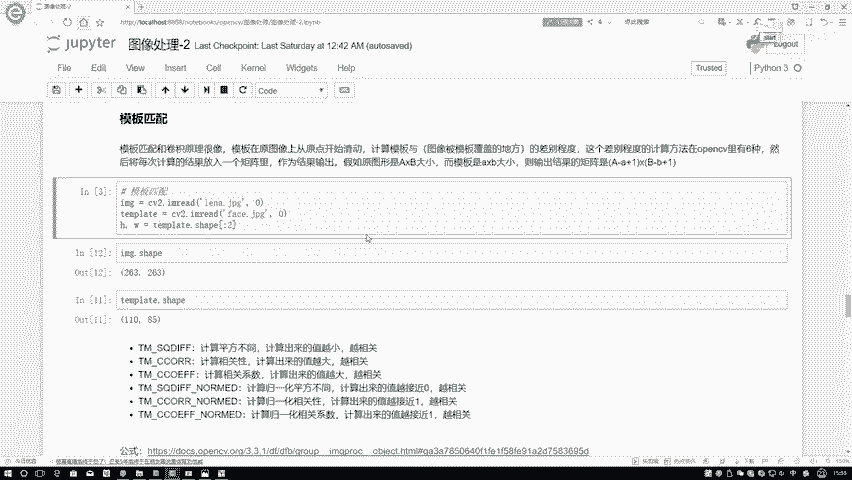 图像处理-2
http://localhost:8888/notebooks/opencv/图像处理/图像处理-2.ipynb
jupyter 图像处理-2 Last Checkpoint: Last Saturday at 12:42 AM (autosaved)
Logout
File Edit View Insert Cell Kernel Widgets Help
Trusted Python 3
Code
模板匹配
模板匹配和卷积原理很像，模板在原图像上从原点开始滑动，计算模板与（图像被模板覆盖的地方）的差别程度，这个差别程度的计算方法在opencv里有6种，然
后将每次计算的结果放入一个矩阵里，作为结果输出。假如原图形是AxB大小，而模板是axb大小，则输出结果的矩阵是(A-a+1)x(B-b+1)
In [3]: # 模板匹配
img = cv2.imread('lena.jpg', 0)
template = cv2.imread('face.jpg', 0)
h, w = template.shape[:2]
In [12]: img.shape
Out[12]: (263, 263)
In [11]: template.shape
Out[11]: (110, 85)
TM_SQDIFF：计算平方不同，计算出来的值越小，越相关
TM_CCORR：计算相关性，计算出来的值越大，越相关
TM_CCOEFF：计算相关系数，计算出来的值越大，越相关
TM_SQDIFF_NORMED：计算归一化平方不同，计算出来的值越接近0，越相关
TM_CCORR_NORMED：计算归一化相关性，计算出来的值越接近1，越相关
TM_CCOEFF_NORMED：计算归一化相关系数，计算出来的值越接近1，越相关
公式：https://docs.opencv.org/3.3.1/df/dfb/group__imgproc__object.html#ga3a7850640f1fe1f58fe91a2d7583695d
15:55